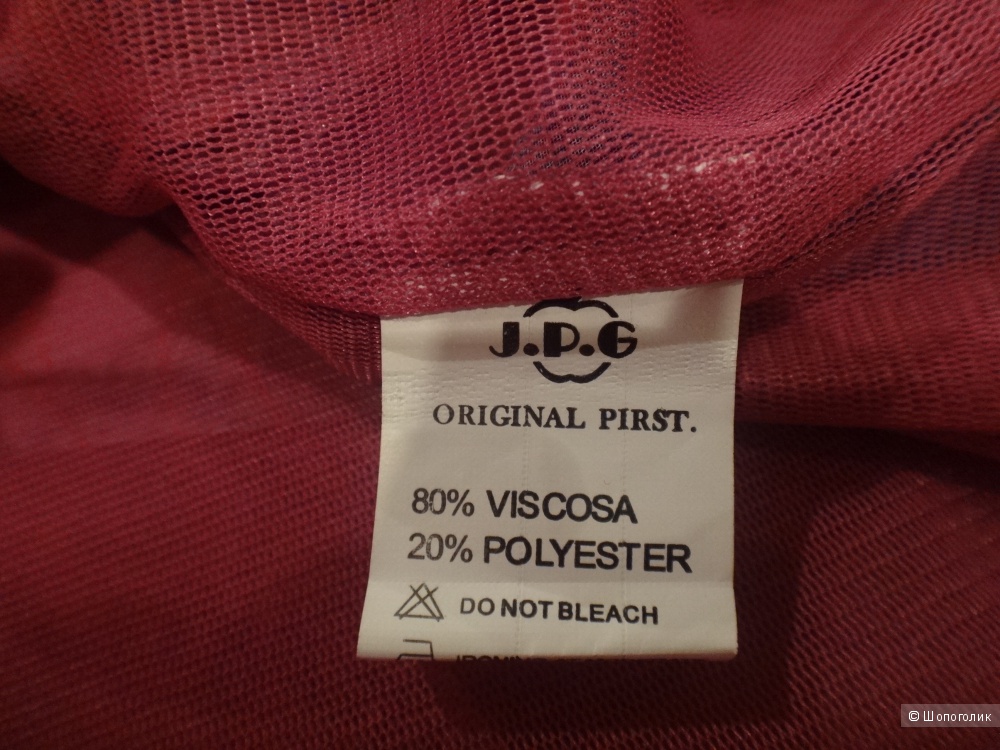 J.P.G
ORIGINAL PIRST.
80% VISCOSA
20% POLYESTER
DO NOT BLEACH
© Шопоголик